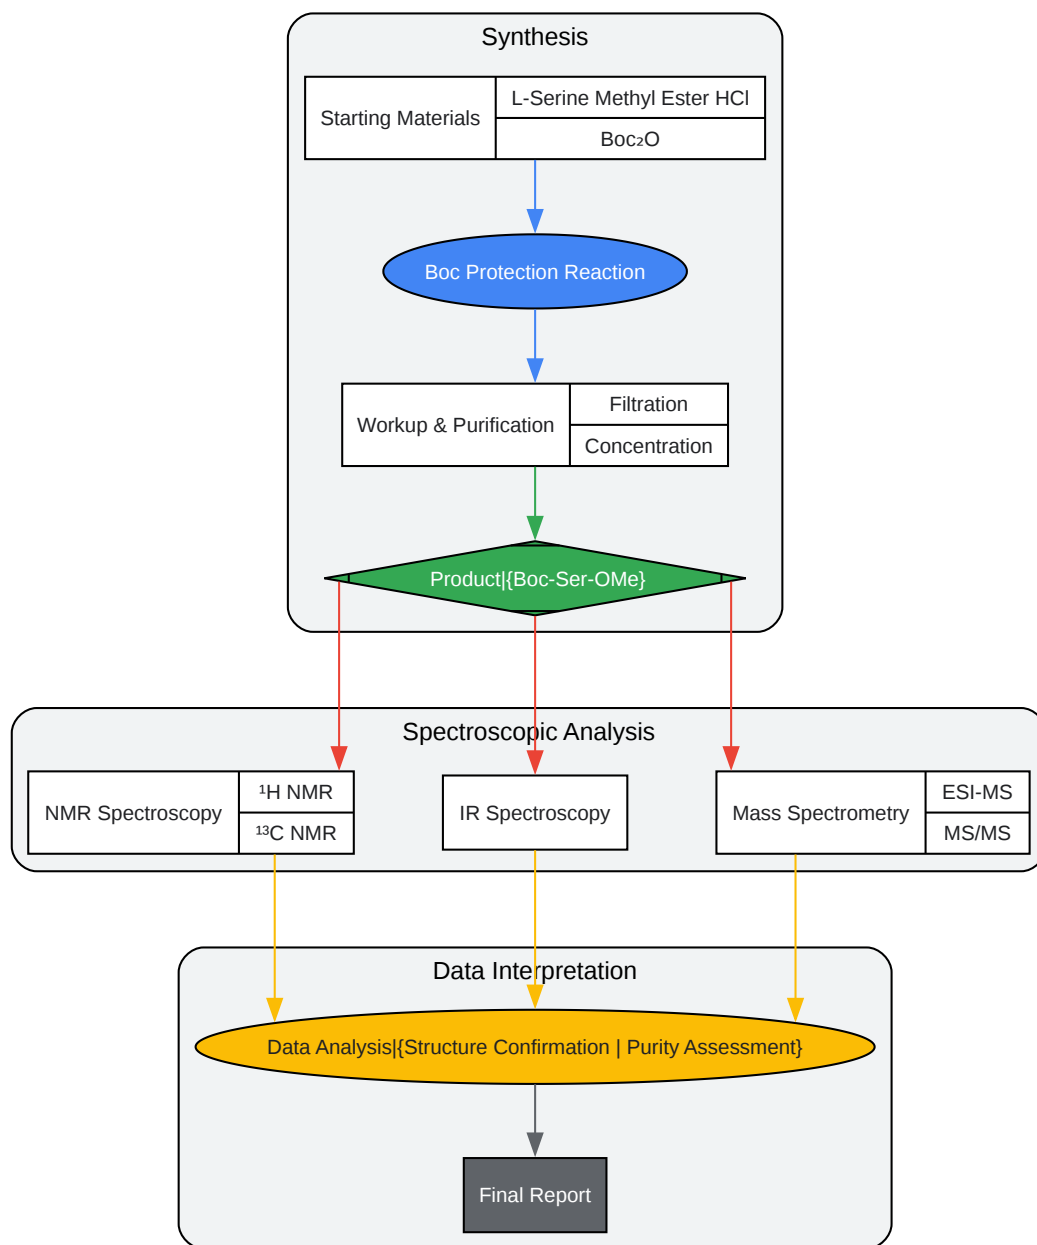 Synthesis
Starting Materials
L-Serine Methyl Ester HCl
Boc₂O
Boc Protection Reaction
Workup & Purification
Filtration
Concentration
Product|{Boc-Ser-OMe}
Spectroscopic Analysis
NMR Spectroscopy
¹H NMR
¹³C NMR
IR Spectroscopy
Mass Spectrometry
ESI-MS
MS/MS
Data Interpretation
Data Analysis|{Structure Confirmation | Purity Assessment}
Final Report